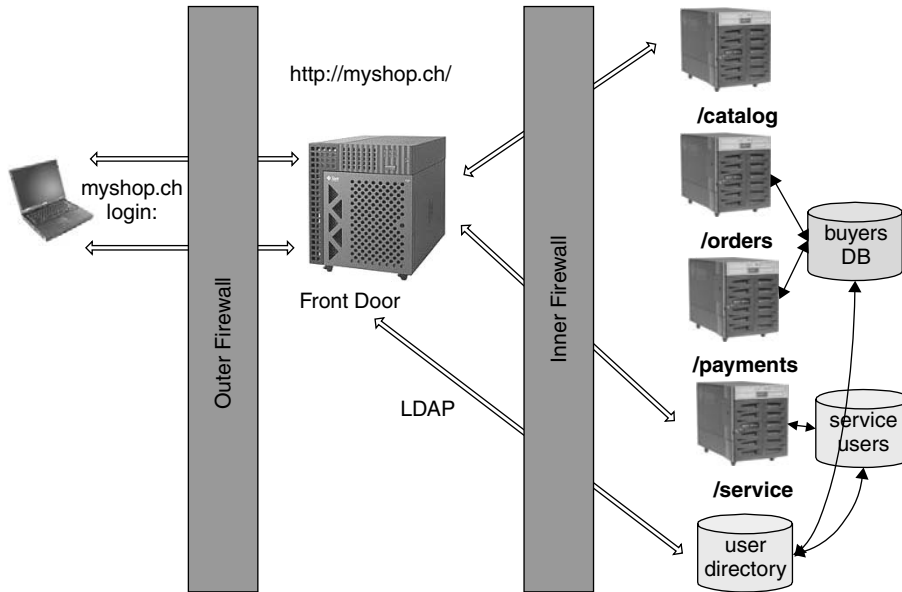 http://myshop.ch/
myshop.ch
login:
Outer Firewall
Front Door
LDAP
Inner Firewall
/catalog
/orders
/payments
/service
buyers
DB
service
users
user
directory